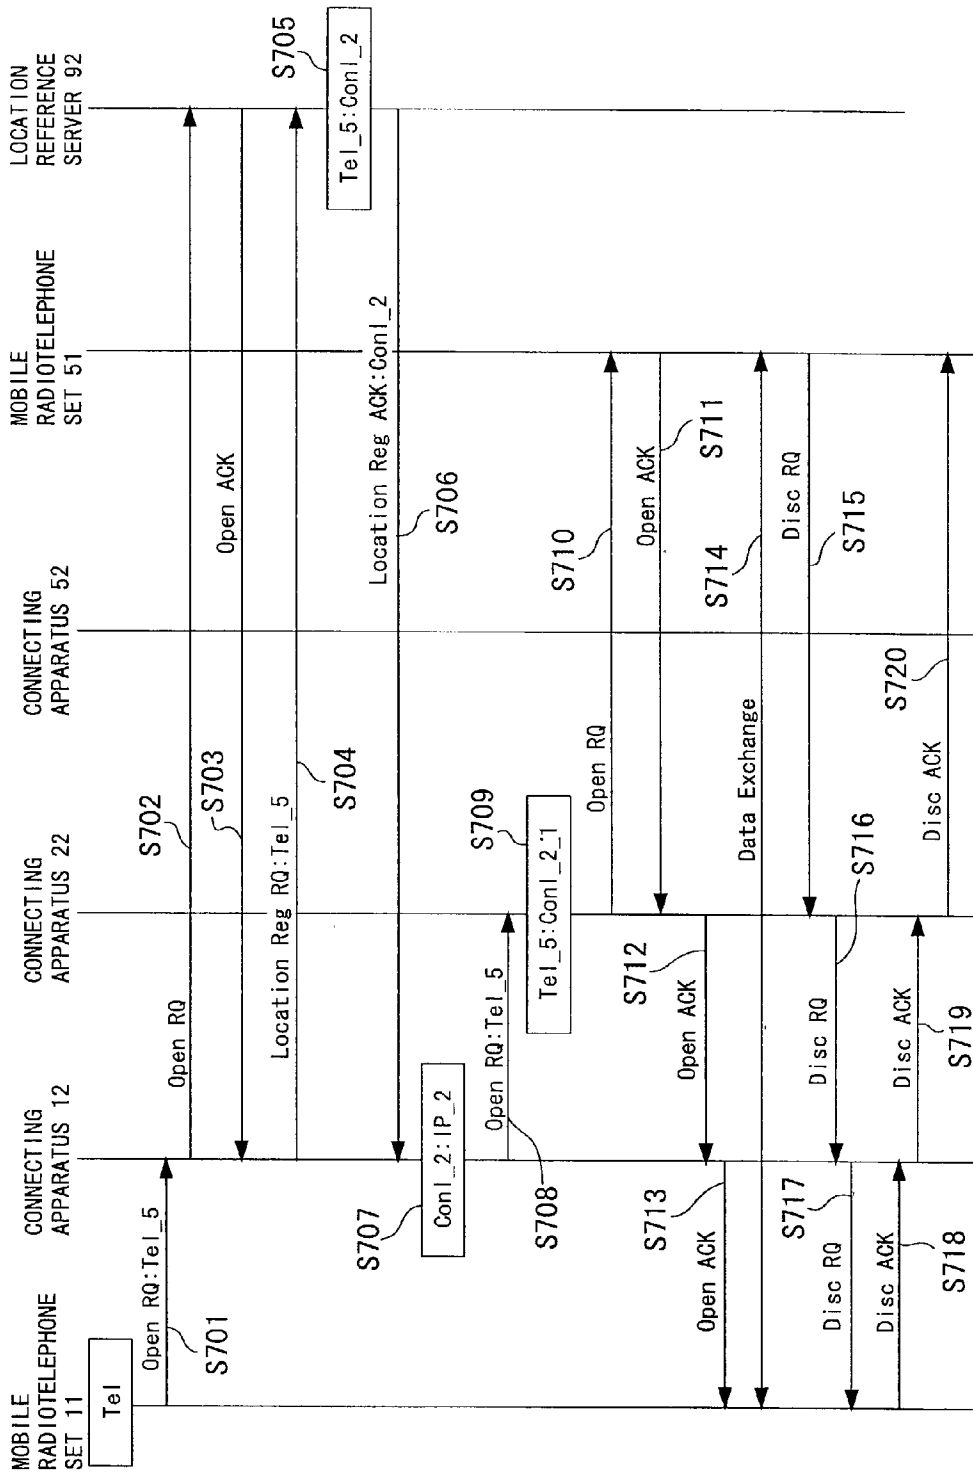 MOBILE
RADIOTELEPHONE
SET 11
CONNECTING
APPARATUS 12
CONNECTING
APPARATUS 22
CONNECTING
APPARATUS 52
MOBILE
RADIOTELEPHONE
SET 51
LOCATION
REFERENCE
SERVER 92
Tel
Open RQ:Tel_5
S701
Open RQ
S702
Open ACK
S703
Location Reg RQ:Tel_5
S704
S705
Tel_5:Conl_2
Location Reg ACK:Conl_2
S706
S707
Conl_2:IP_2
Open RQ:Tel_5
S708
S709
Tel_5:Conl_2_1
Open RQ
S710
Open ACK
S711
Open ACK
S712
Open ACK
S713
Data Exchange
S714
Disc RQ
S715
Disc RQ
S716
Disc RQ
S717
Disc ACK
S718
Disc ACK
S719
Disc ACK
S720